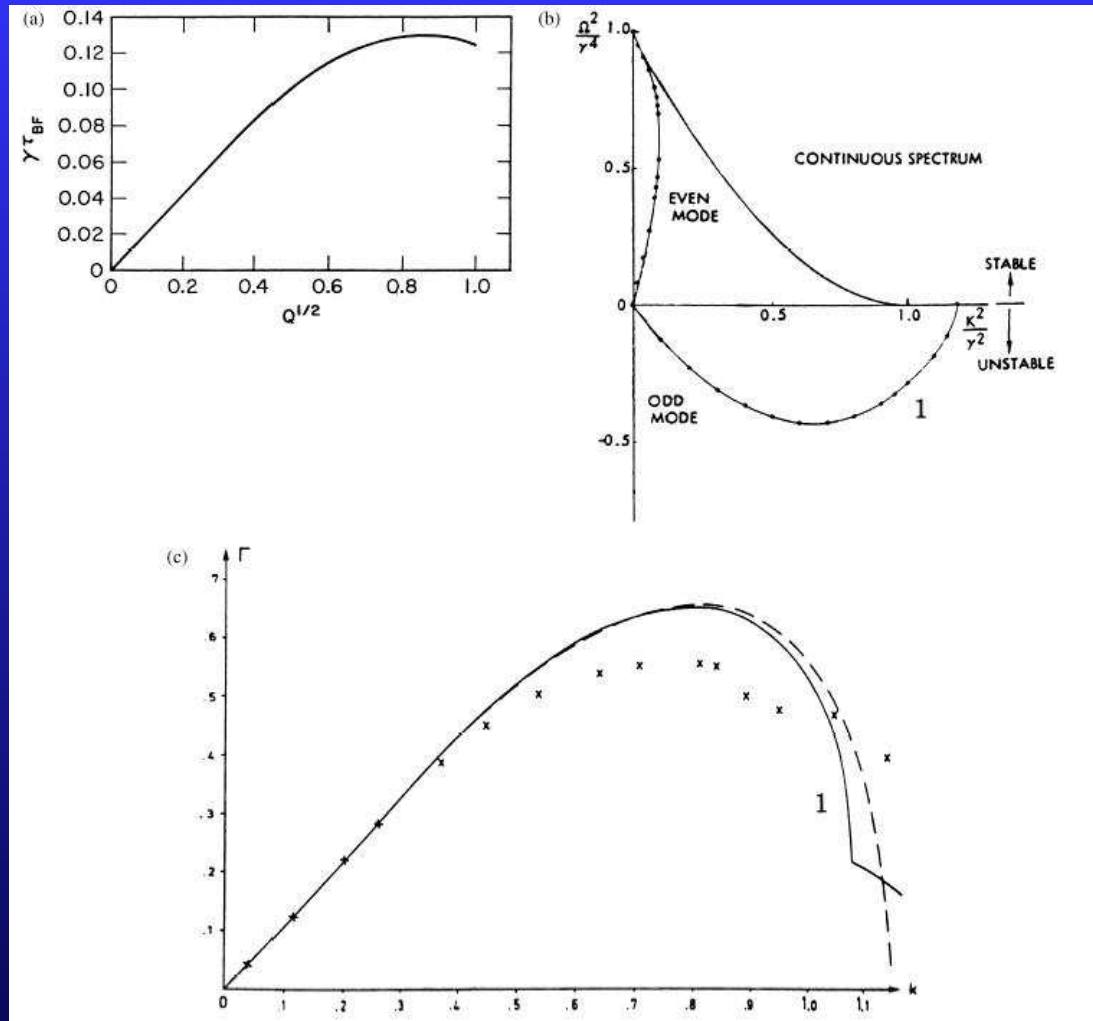 (a)
0.14
0.12
0.10
0.08
0.06
0.04
0.02
0
γτBF
0 0.2 0.4 0.6 0.8 1.0
Q1/2
(b)
Ω2
γ4
1.0
0.5
0
-0.5
CONTINUOUS SPECTRUM
EVEN
MODE
STABLE
0.5 1.0
K2
γ2
UNSTABLE
ODD
MODE
1
(c)
Γ
7
.6
.5
.4
.3
.2
.1
1
0 .1 .2 .3 .4 .5 .6 .7 .8 .9 1.0 1.1 k